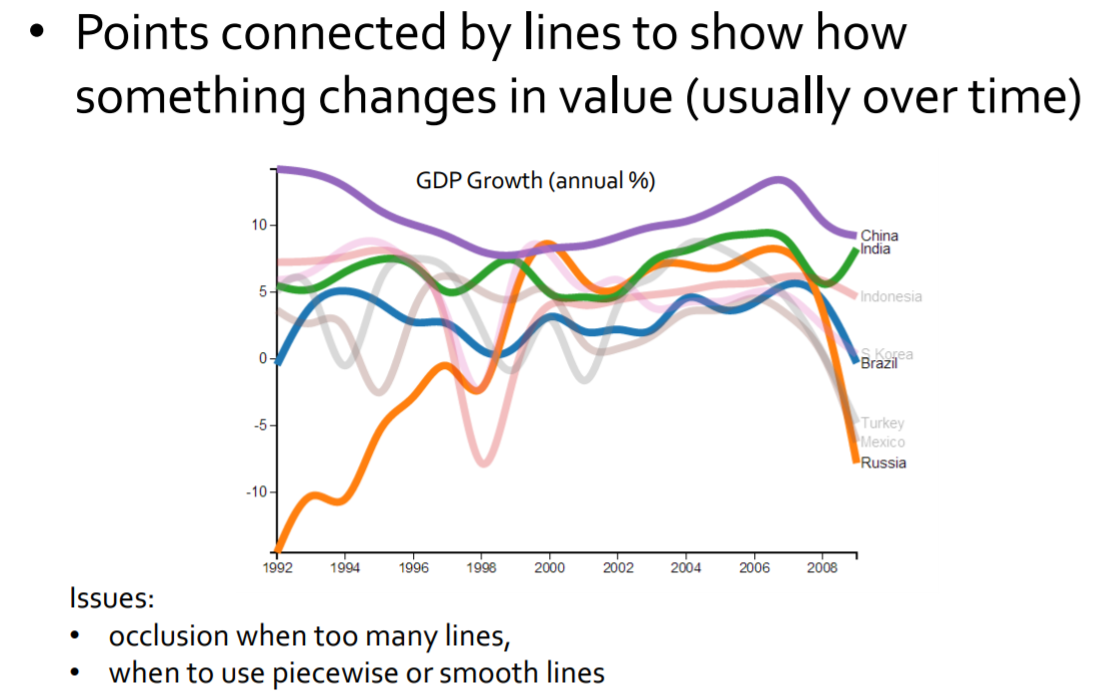 • Points connected by lines to show how
something changes in value (usually over time)
GDP Growth (annual %)
10
5
0
-5
-10
China
India
Indonesia
S Korea
Brazil
Turkey
Mexico
Russia
1992 1994 1996 1998 2000 2002 2004 2006 2008
Issues:
• occlusion when too many lines,
• when to use piecewise or smooth lines